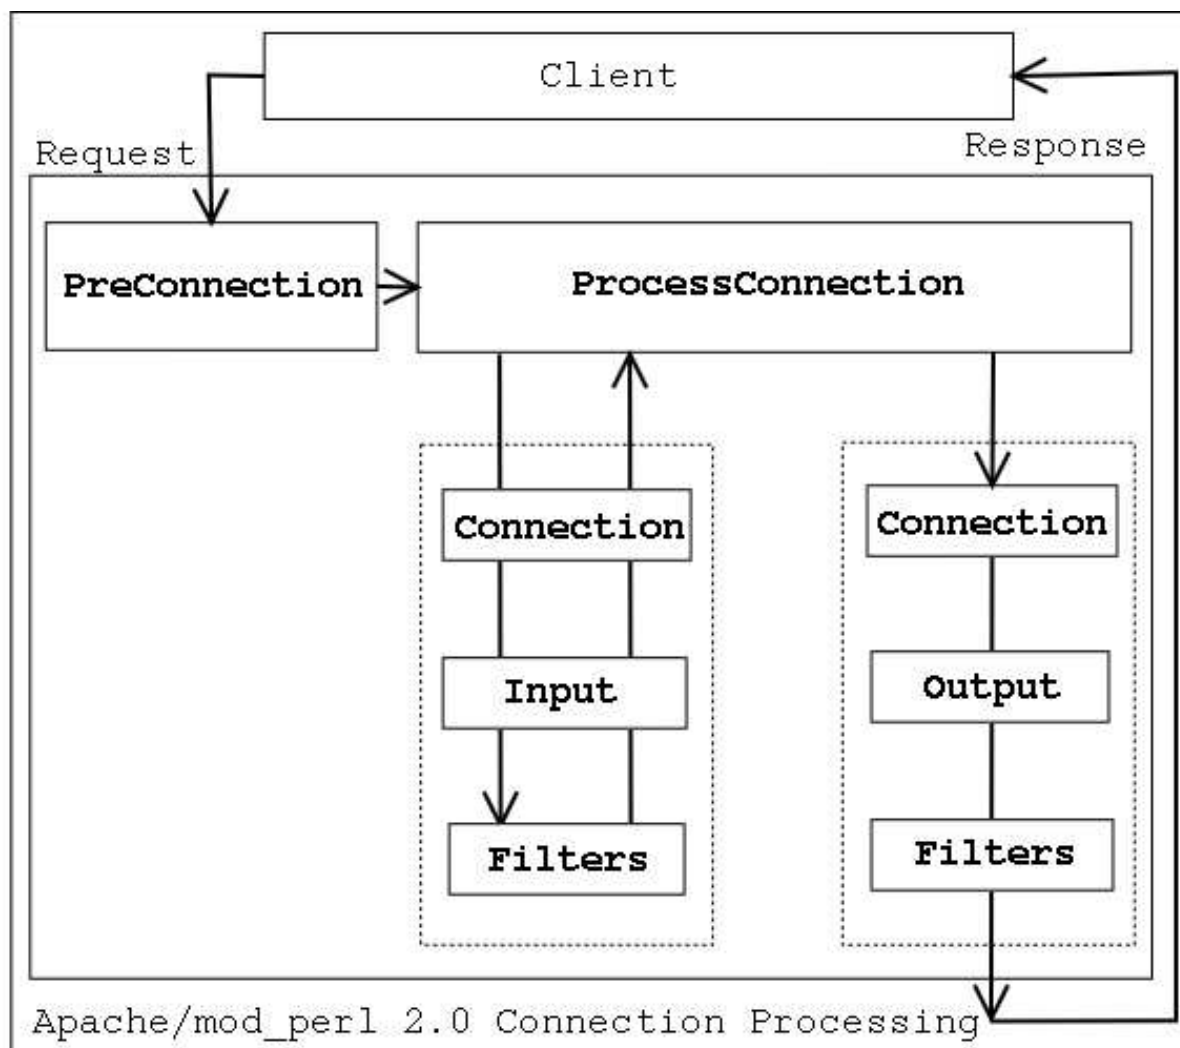 Client
Request
Response
PreConnection
ProcessConnection
Connection
Input
Filters
Connection
Output
Filters
Apache/mod_perl 2.0 Connection Processing